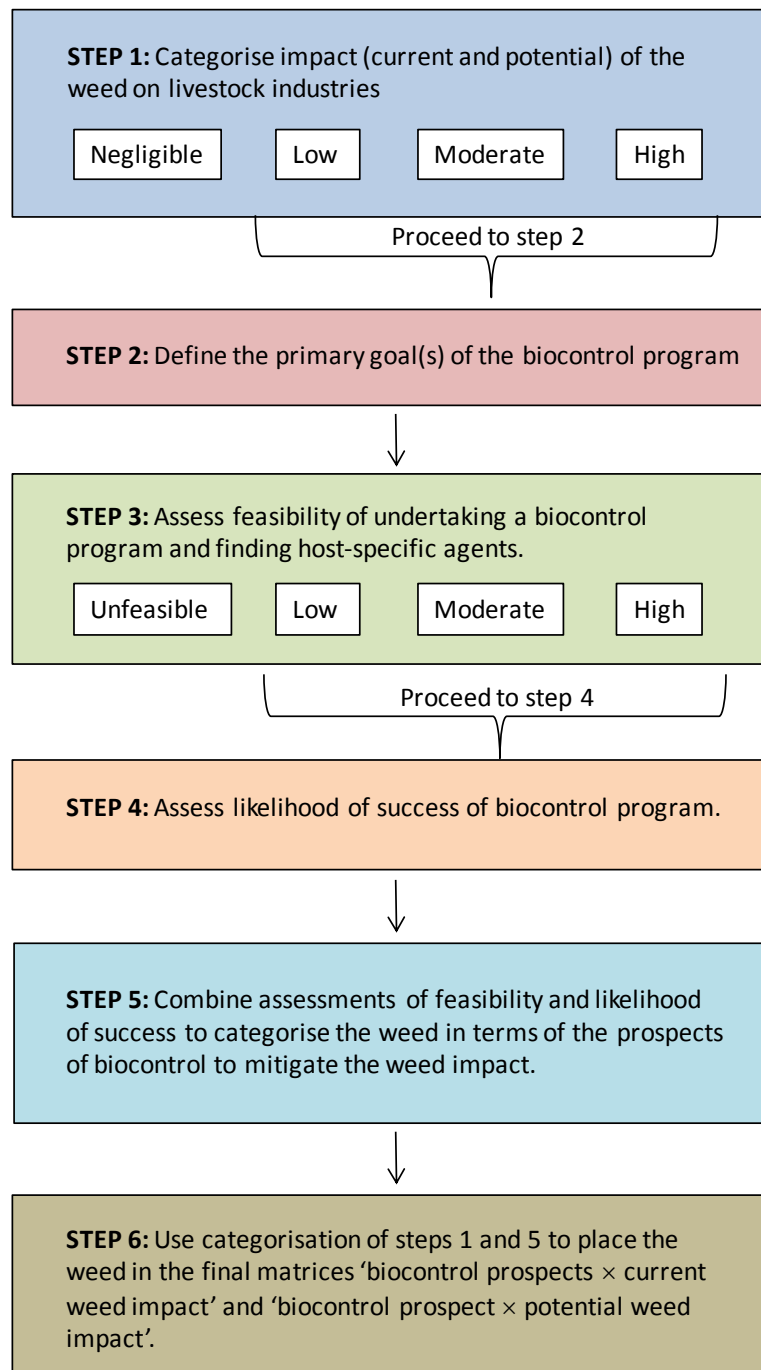 STEP 1: Categorise impact (current and potential) of the
weed on livestock industries
Negligible Low Moderate High
Proceed to step 2
STEP 2: Define the primary goal(s) of the biocontrol program
STEP 3: Assess feasibility of undertaking a biocontrol
program and finding host-specific agents.
Unfeasible Low Moderate High
Proceed to step 4
STEP 4: Assess likelihood of success of biocontrol program.
STEP 5: Combine assessments of feasibility and likelihood
of success to categorise the weed in terms of the prospects
of biocontrol to mitigate the weed impact.
STEP 6: Use categorisation of steps 1 and 5 to place the
weed in the final matrices ‘biocontrol prospects × current
weed impact’ and ‘biocontrol prospect × potential weed
impact’.